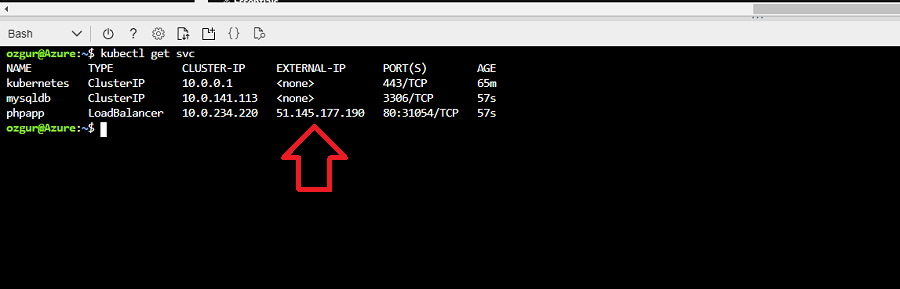 Essentials
Bash
ozgur@Azure:~$ kubectl get svc
NAME TYPE CLUSTER-IP EXTERNAL-IP PORT(S) AGE
kubernetes ClusterIP 10.0.0.1 <none> 443/TCP 65m
mysqldb ClusterIP 10.0.141.113 <none> 3306/TCP 57s
phpapp LoadBalancer 10.0.234.220 51.145.177.190 80:31054/TCP 57s
ozgur@Azure:~$